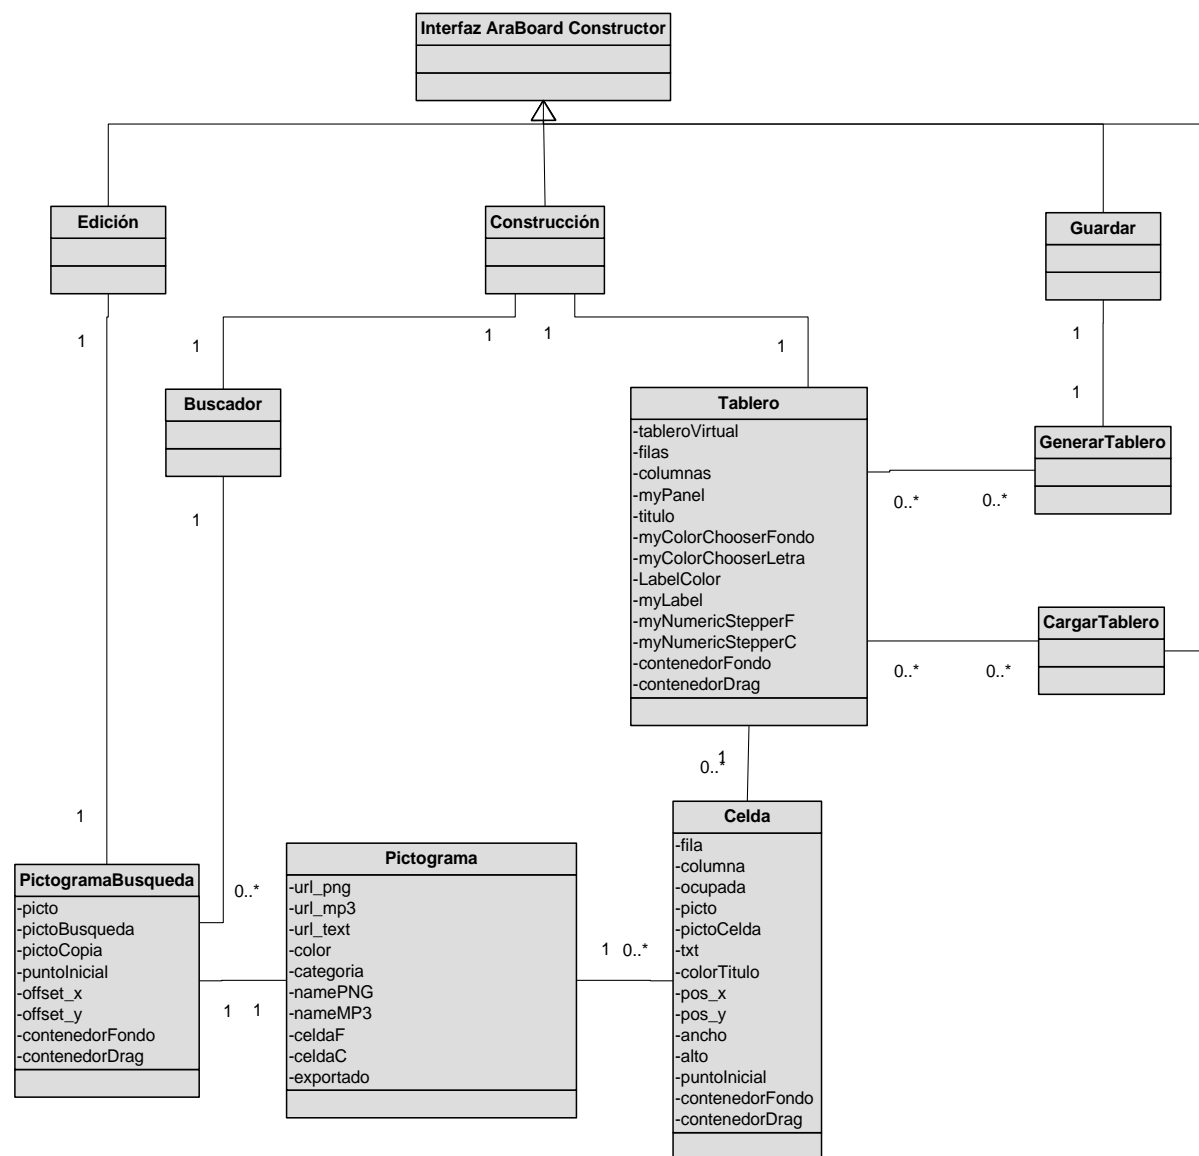 Interfaz AraBoard Constructor
Edición
Construcción
Guardar
1
1
1
1
1
1
1
Buscador
Tablero
-tableroVirtual
-filas
-columnas
-myPanel
-titulo
-myColorChooserFondo
-myColorChooserLetra
-LabelColor
-myLabel
-myNumericStepperF
-myNumericStepperC
-contenedorFondo
-contenedorDrag
GenerarTablero
0..*
0..*
1
CargarTablero
0..*
0..*
1
0..*
1
PictogramaBusqueda
-picto
-pictoBusqueda
-pictoCopia
-puntoInicial
-offset_x
-offset_y
-contenedorFondo
-contenedorDrag
0..*
1
1
Pictograma
-url_png
-url_mp3
-url_text
-color
-categoria
-namePNG
-nameMP3
-celdaF
-celdaC
-exportado
1
0..*
Celda
-fila
-columna
-ocupada
-picto
-pictoCelda
-txt
-colorTitulo
-pos_x
-pos_y
-ancho
-alto
-puntoInicial
-contenedorFondo
-contenedorDrag